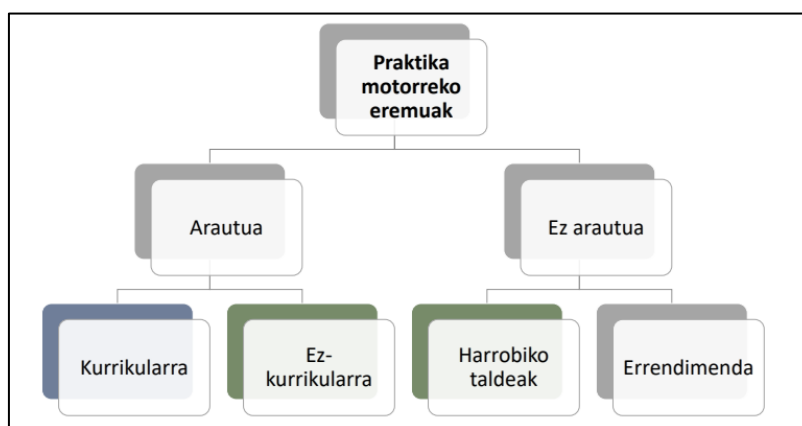 Praktika
motorreko
eremuak
Arautua
Ez arautua
Kurrikularra
Ez-
kurrikularra
Harrobiko
taldeak
Errendimenda